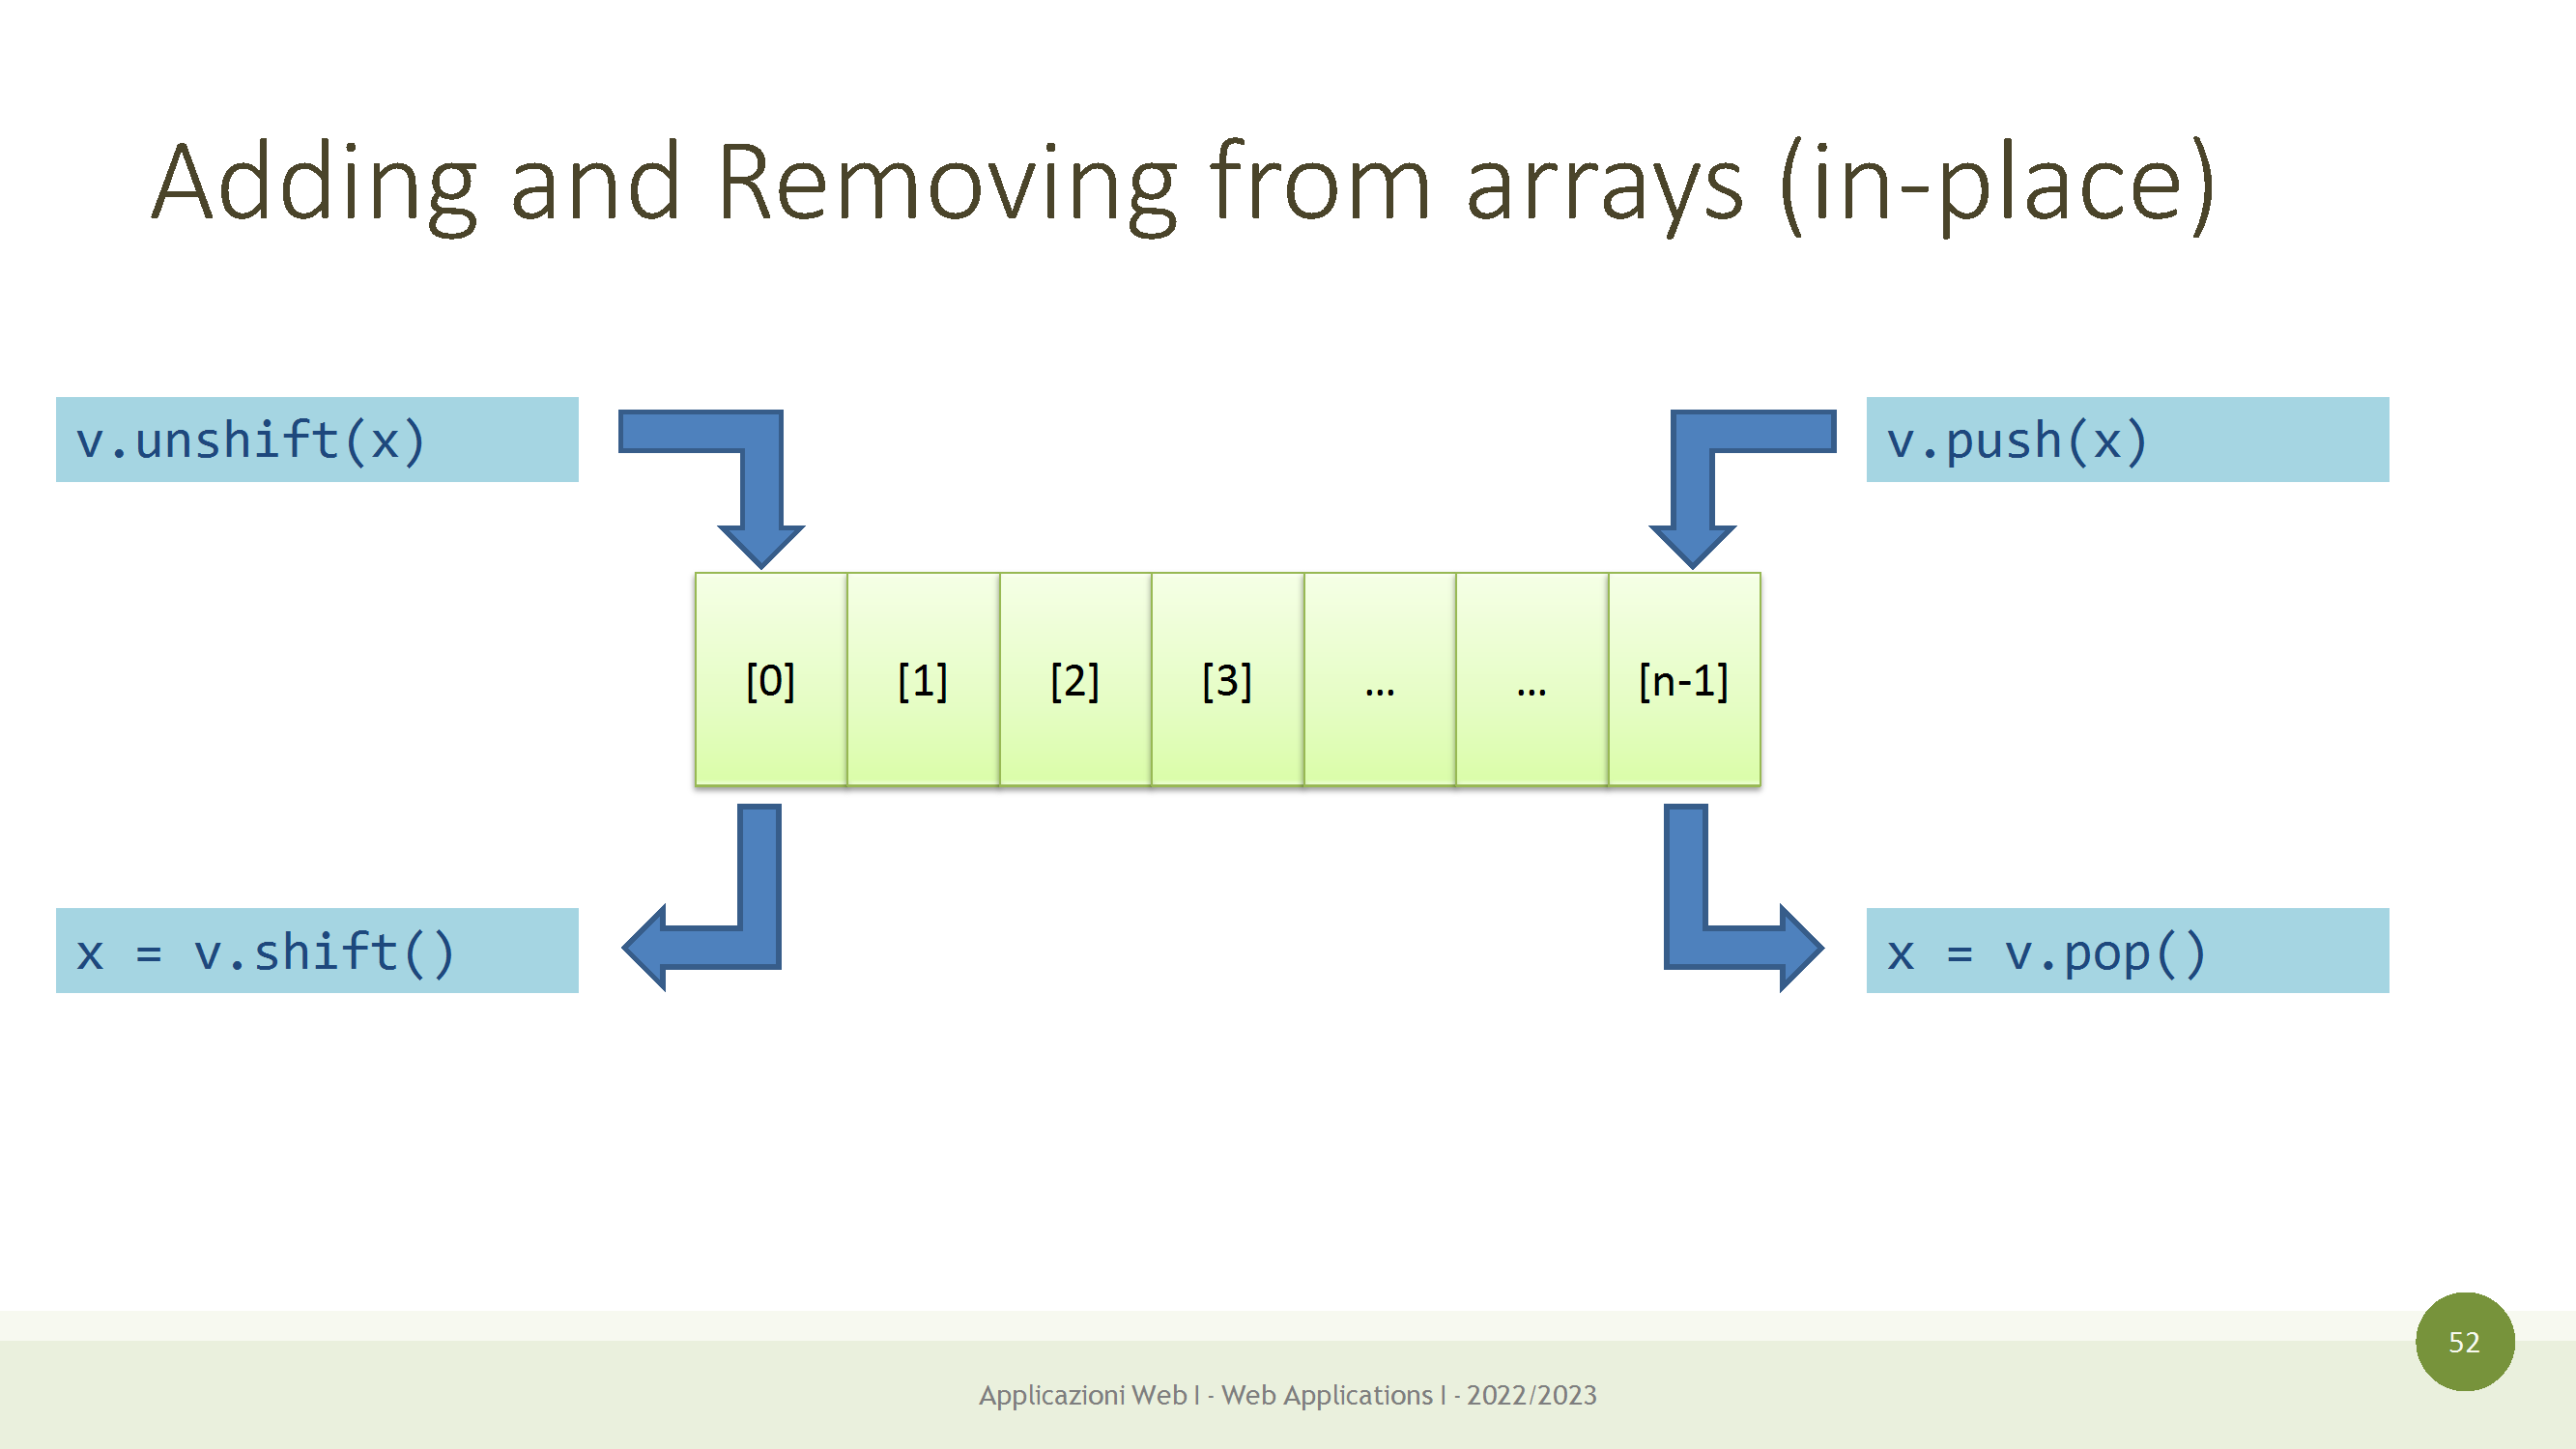 Adding and Removing from arrays (in-place)
v.unshift(x)
v.push(x)
[0] [1] [2] [3] … … [n-1]
x = v.shift()
x = v.pop()
52
Applicazioni Web I - Web Applications I - 2022/2023